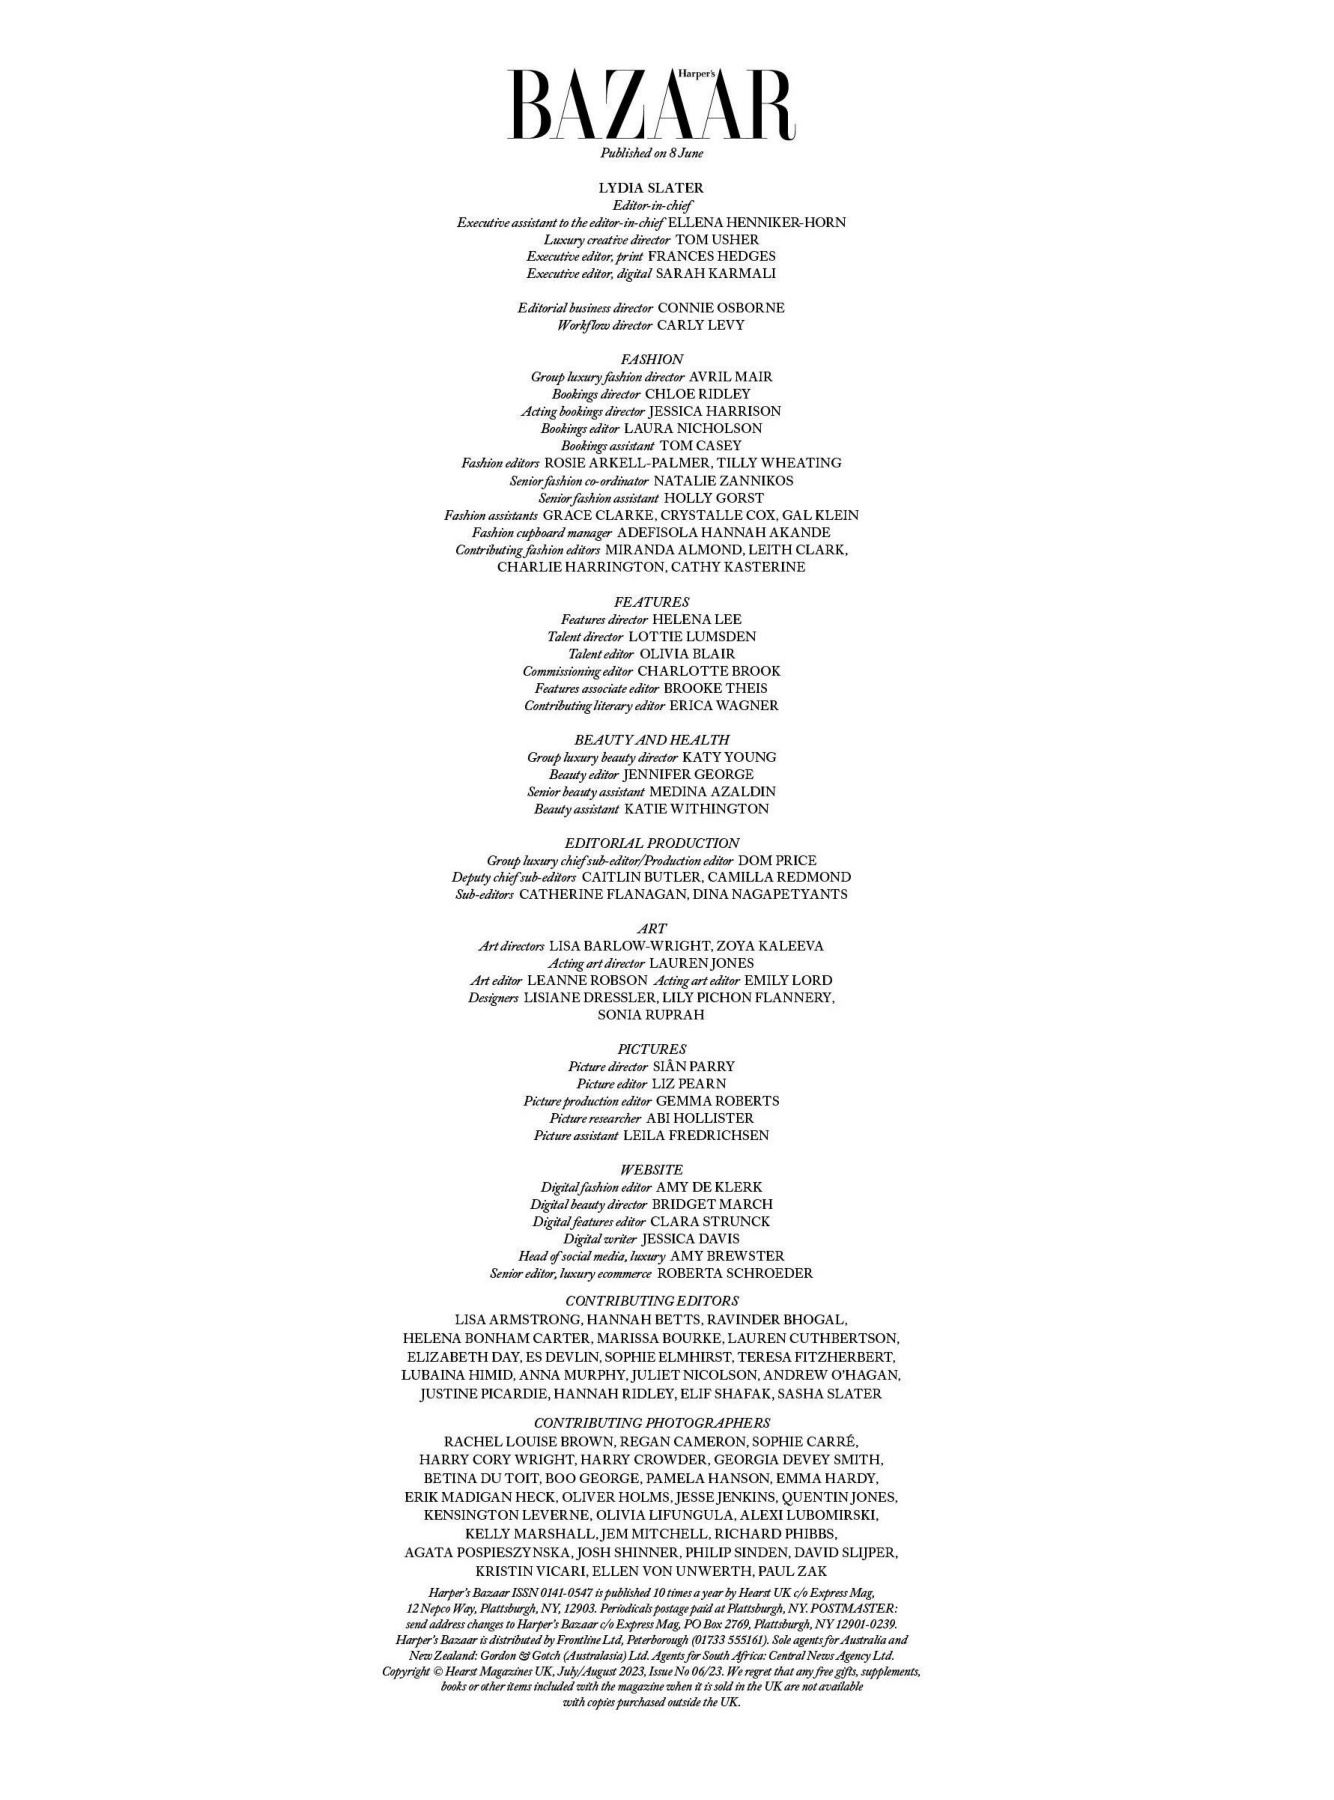 Harper's
BAZAAR
Published on 8 June
LYDIA SLATER
Editor-in-chief
Executive assistant to the editor-in-chief ELLENA HENNIKER-HORN
Luxury creative director TOM USHER
Executive editor, print FRANCES HEDGES
Executive editor, digital SARAH KARMALI
Editorial business director CONNIE OSBORNE
Workflow director CARLY LEVY
FASHION
Group luxury fashion director AVRIL MAIR
Bookings director CHLOE RIDLEY
Acting bookings director JESSICA HARRISON
Bookings editor LAURA NICHOLSON
Bookings assistant TOM CASEY
Fashion editors ROSIE ARKELL-PALMER, TILLY WHEATING
Senior fashion co-ordinator NATALIE ZANNIKOS
Senior fashion assistant HOLLY GORST
Fashion assistants GRACE CLARKE, CRYSTALLE COX, GAL KLEIN
Fashion cupboard manager ADEFISOLA HANNAH AKANDE
Contributing fashion editors MIRANDA ALMOND, LEITH CLARK,
CHARLIE HARRINGTON, CATHY KASTERINE
FEATURES
Features director HELENA LEE
Talent director LOTTIE LUMSDEN
Talent editor OLIVIA BLAIR
Commissioning editor CHARLOTTE BROOK
Features associate editor BROOKE THEIS
Contributing literary editor ERICA WAGNER
BEAUTY AND HEALTH
Group luxury beauty director KATY YOUNG
Beauty editor JENNIFER GEORGE
Senior beauty assistant MEDINA AZALDIN
Beauty assistant KATIE WITHINGTON
EDITORIAL PRODUCTION
Group luxury chief sub-editor/Production editor DOM PRICE
Deputy chief sub-editors CAITLIN BUTLER, CAMILLA REDMOND
Sub-editors CATHERINE FLANAGAN, DINA NAGAPETYANTS
ART
Art directors LISA BARLOW-WRIGHT, ZOYA KALEEVA
Acting art director LAUREN JONES
Art editor LEANNE ROBSON Acting art editor EMILY LORD
Designers LISIANE DRESSLER, LILY PICHON FLANNERY,
SONIA RUPRAH
PICTURES
Picture director SIÂN PARRY
Picture editor LIZ PEARN
Picture production editor GEMMA ROBERTS
Picture researcher ABI HOLLISTER
Picture assistant LEILA FREDRICHSEN
WEBSITE
Digital fashion editor AMY DE KLERK
Digital beauty director BRIDGET MARCH
Digital features editor CLARA STRUNCK
Digital writer JESSICA DAVIS
Head of social media, luxury AMY BREWSTER
Senior editor, luxury ecommerce ROBERTA SCHROEDER
CONTRIBUTING EDITORS
LISA ARMSTRONG, HANNAH BETTS, RAVINDER BHOGAL,
HELENA BONHAM CARTER, MARISSA BOURKE, LAUREN CUTHBERTSON,
ELIZABETH DAY, ES DEVLIN, SOPHIE ELMHIRST, TERESA FITZHERBERT,
LUBAINA HIMID, ANNA MURPHY, JULIET NICOLSON, ANDREW O'HAGAN,
JUSTINE PICARDIE, HANNAH RIDLEY, ELIF SHAFAK, SASHA SLATER
CONTRIBUTING PHOTOGRAPHERS
RACHEL LOUISE BROWN, REGAN CAMERON, SOPHIE CARRÉ,
HARRY CORY WRIGHT, HARRY CROWDER, GEORGIA DEVEY SMITH,
BETINA DU TOIT, BOO GEORGE, PAMELA HANSON, EMMA HARDY,
ERIK MADIGAN HECK, OLIVER HOLMS, JESSE JENKINS, QUENTIN JONES,
KENSINGTON LEVERNE, OLIVIA LIFUNGULA, ALEXI LUBOMIRSKI,
KELLY MARSHALL, JEM MITCHELL, RICHARD PHIBBS,
AGATA POSPIESZYNSKA, JOSH SHINNER, PHILIP SINDEN, DAVID SLIJPER,
KRISTIN VICARI, ELLEN VON UNWERTH, PAUL ZAK
Harper's Bazaar ISSN 0141-0547 is published 10 times a year by Hearst UK c/o Express Mag,
12 Nepco Way, Plattsburgh, NY, 12903. Periodicals postage paid at Plattsburgh, NY. POSTMASTER:
send address changes to Harper's Bazaar c/o Express Mag, PO Box 2769, Plattsburgh, NY 12901-0239.
Harper's Bazaar is distributed by Frontline Ltd, Peterborough (01733 555161). Sole agents for Australia and
New Zealand: Gordon & Gotch (Australasia) Ltd. Agents for South Africa: Central News Agency Ltd.
Copyright © Hearst Magazines UK, July/August 2023, Issue No 06/23. We regret that any free gifts, supplements,
books or other items included with the magazine when it is sold in the UK are not available
with copies purchased outside the UK.